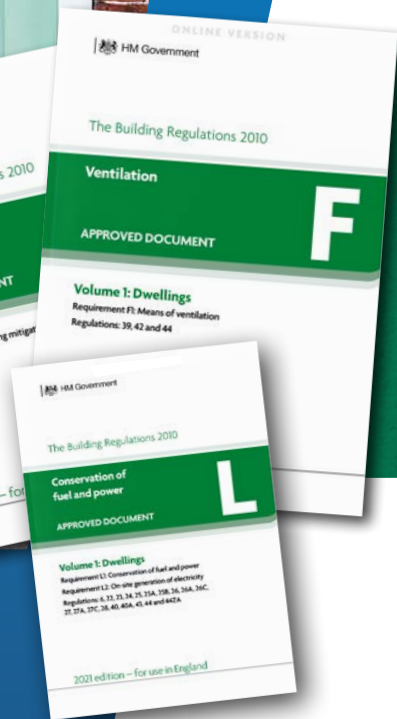 ONLINE VERSION
HM Government
The Building Regulations 2010
Ventilation
F
APPROVED DOCUMENT
Volume 1: Dwellings
Requirement F1: Means of ventilation
Regulations: 39, 42 and 44
s 2010
NT
ng mitigat
– for
HM Government
The Building Regulations 2010
Conservation of
fuel and power
L
APPROVED DOCUMENT
Volume 1: Dwellings
Requirement L1: Conservation of fuel and power
Requirement L2: On-site generation of electricity
Regulations: 6, 22, 23, 24, 25, 25A, 25B, 26, 26A, 26C,
27, 27A, 27C, 28, 40, 40A, 43, 44 and 44ZA
2021 edition – for use in England